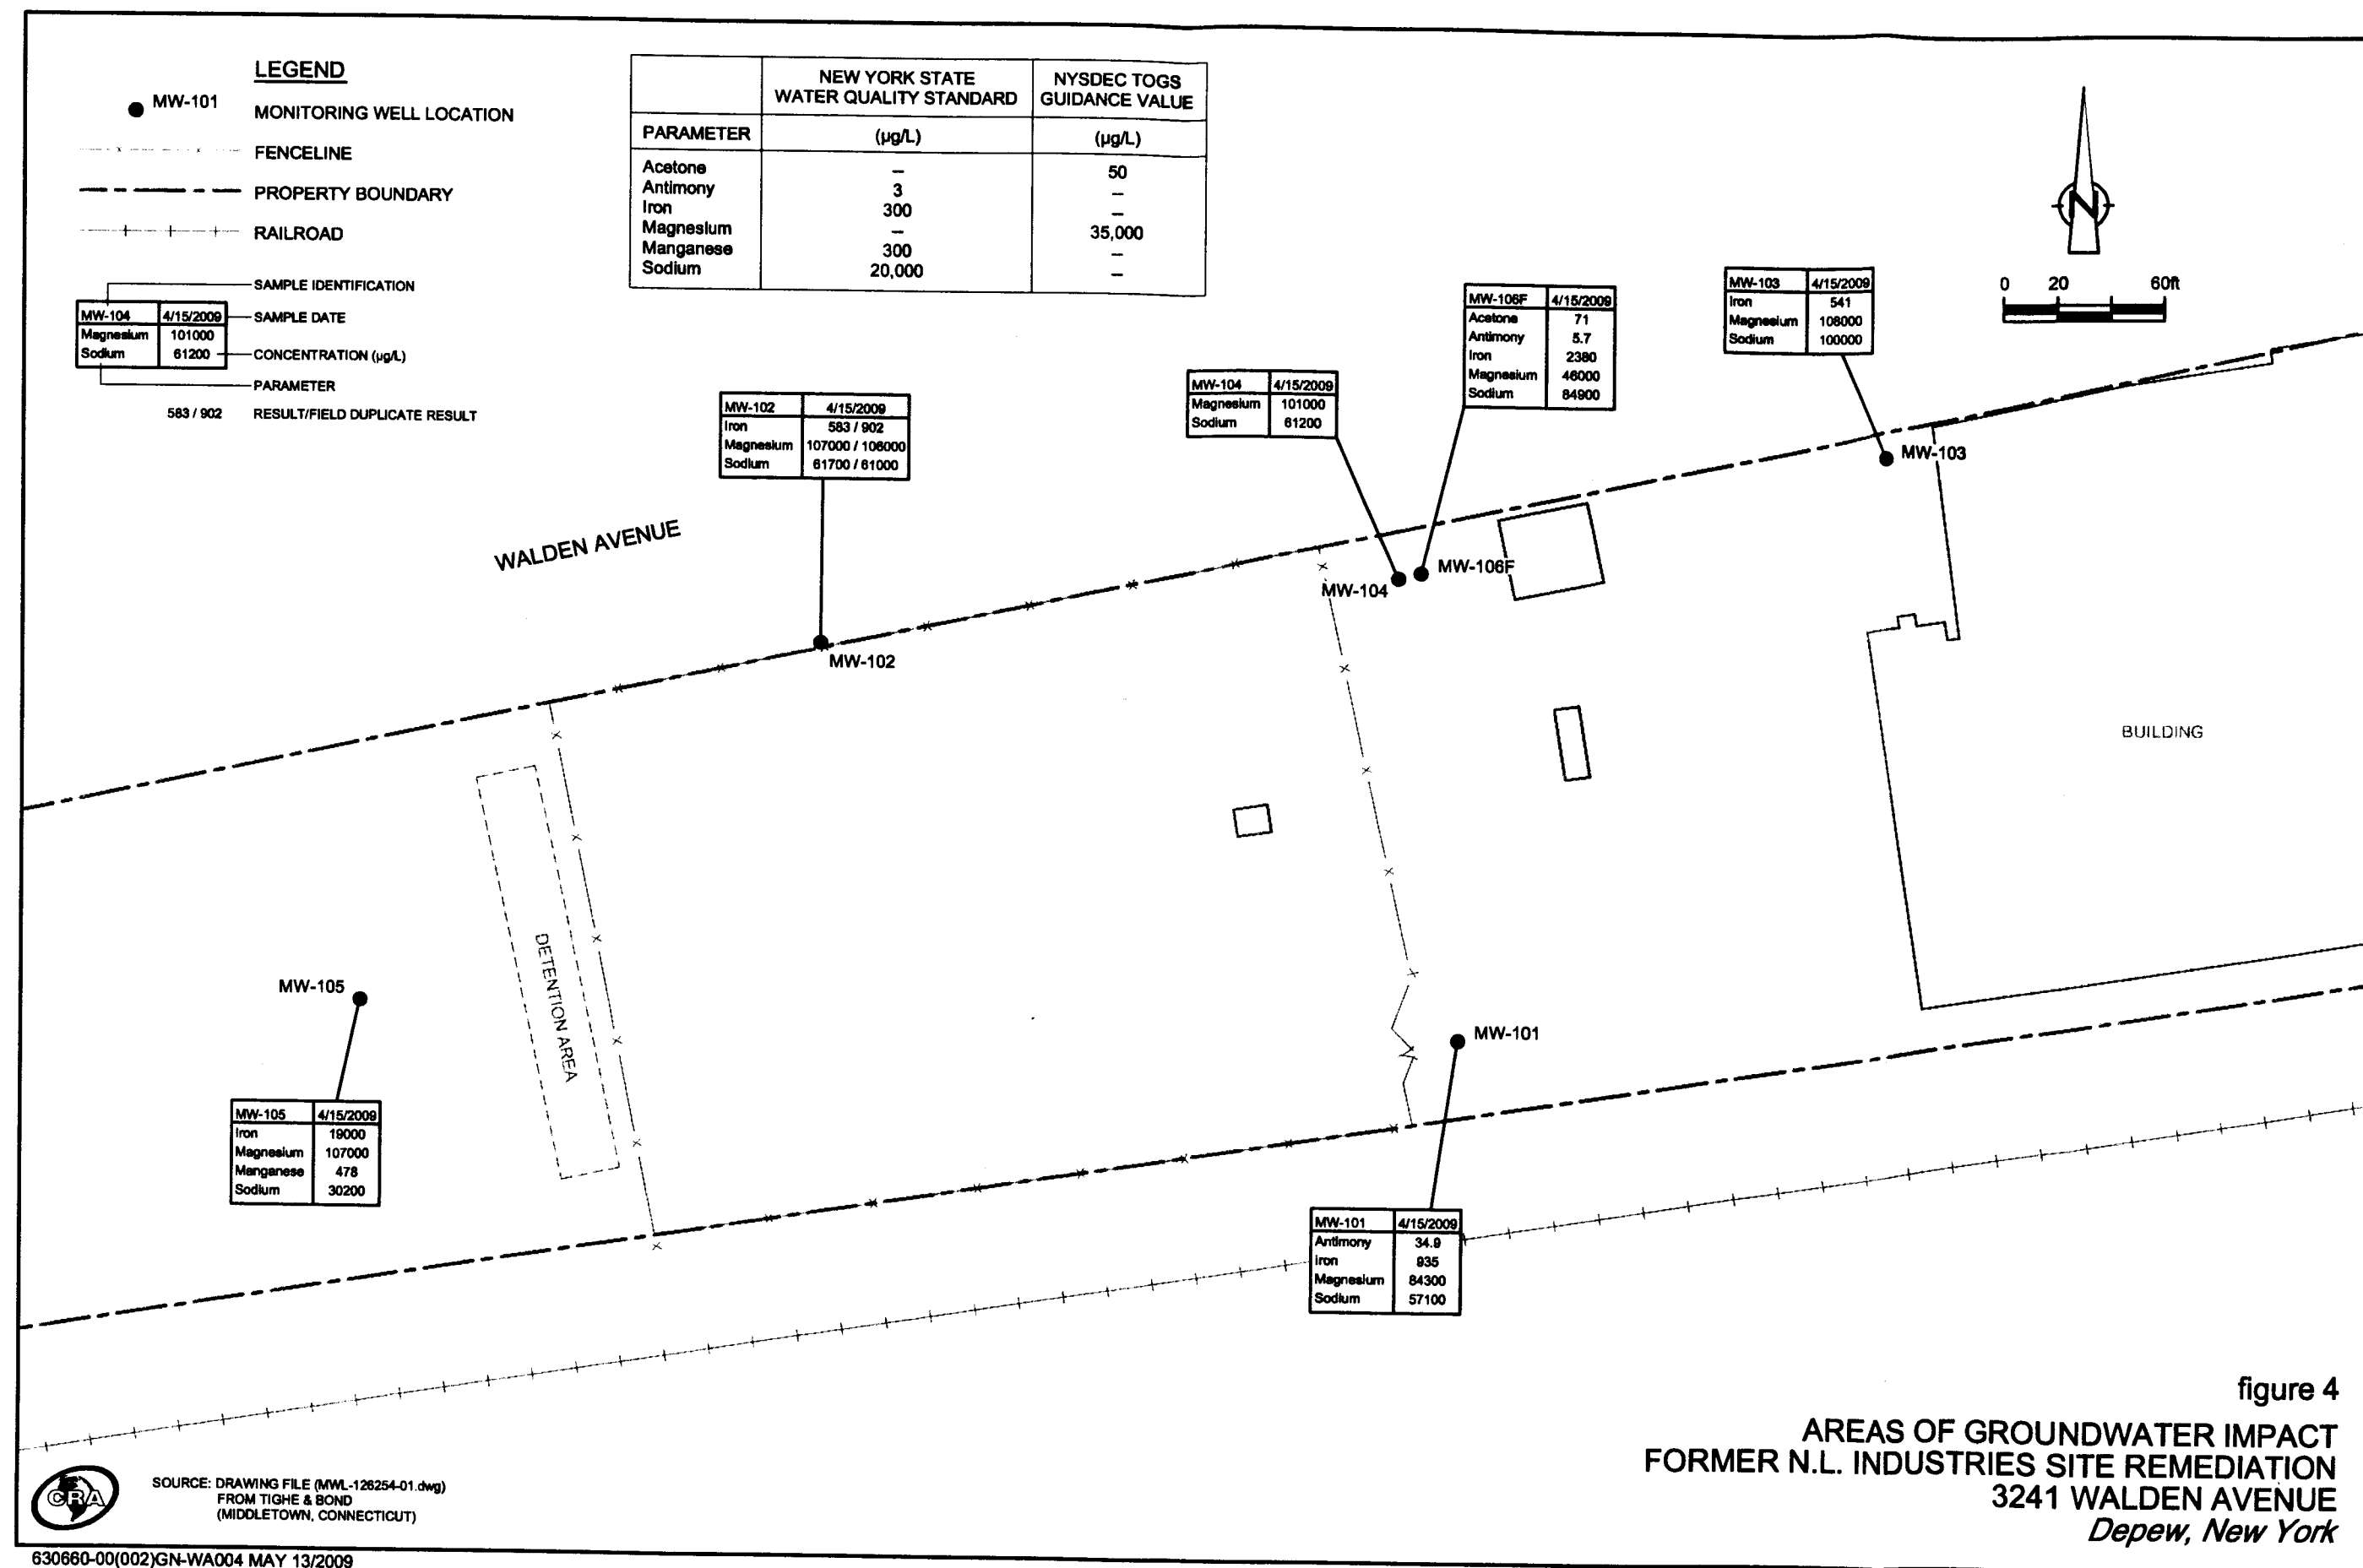 LEGEND
MW-101
MONITORING WELL LOCATION
FENCELINE
PROPERTY BOUNDARY
RAILROAD
SAMPLE IDENTIFICATION
MW-104 4/15/2009 SAMPLE DATE
Magnesium 101000
Sodium 61200 CONCENTRATION (µg/L)
PARAMETER
583 / 902 RESULT/FIELD DUPLICATE RESULT
NEW YORK STATE
WATER QUALITY STANDARD
NYSDEC TOGS
GUIDANCE VALUE
PARAMETER (µg/L) (µg/L)
Acetone – 50
Antimony 3 –
Iron 300 –
Magnesium – 35,000
Manganese 300 –
Sodium 20,000 –
N
0 20 60ft
MW-103 4/15/2009
Iron 541
Magnesium 108000
Sodium 100000
MW-106F 4/15/2009
Acetone 71
Antimony 5.7
Iron 2380
Magnesium 46000
Sodium 84900
MW-104 4/15/2009
Magnesium 101000
Sodium 61200
MW-102 4/15/2009
Iron 583 / 902
Magnesium 107000 / 106000
Sodium 61700 / 61000
WALDEN AVENUE
MW-103
MW-106F
MW-104
MW-102
BUILDING
DETENTION AREA
MW-105
MW-101
MW-105 4/15/2009
Iron 19000
Magnesium 107000
Manganese 478
Sodium 30200
MW-101 4/15/2009
Antimony 34.9
Iron 935
Magnesium 84300
Sodium 57100
figure 4
AREAS OF GROUNDWATER IMPACT
FORMER N.L. INDUSTRIES SITE REMEDIATION
3241 WALDEN AVENUE
Depew, New York
CRA
SOURCE: DRAWING FILE (MWL-126254-01.dwg)
FROM TIGHE & BOND
(MIDDLETOWN, CONNECTICUT)
630660-00(002)GN-WA004 MAY 13/2009